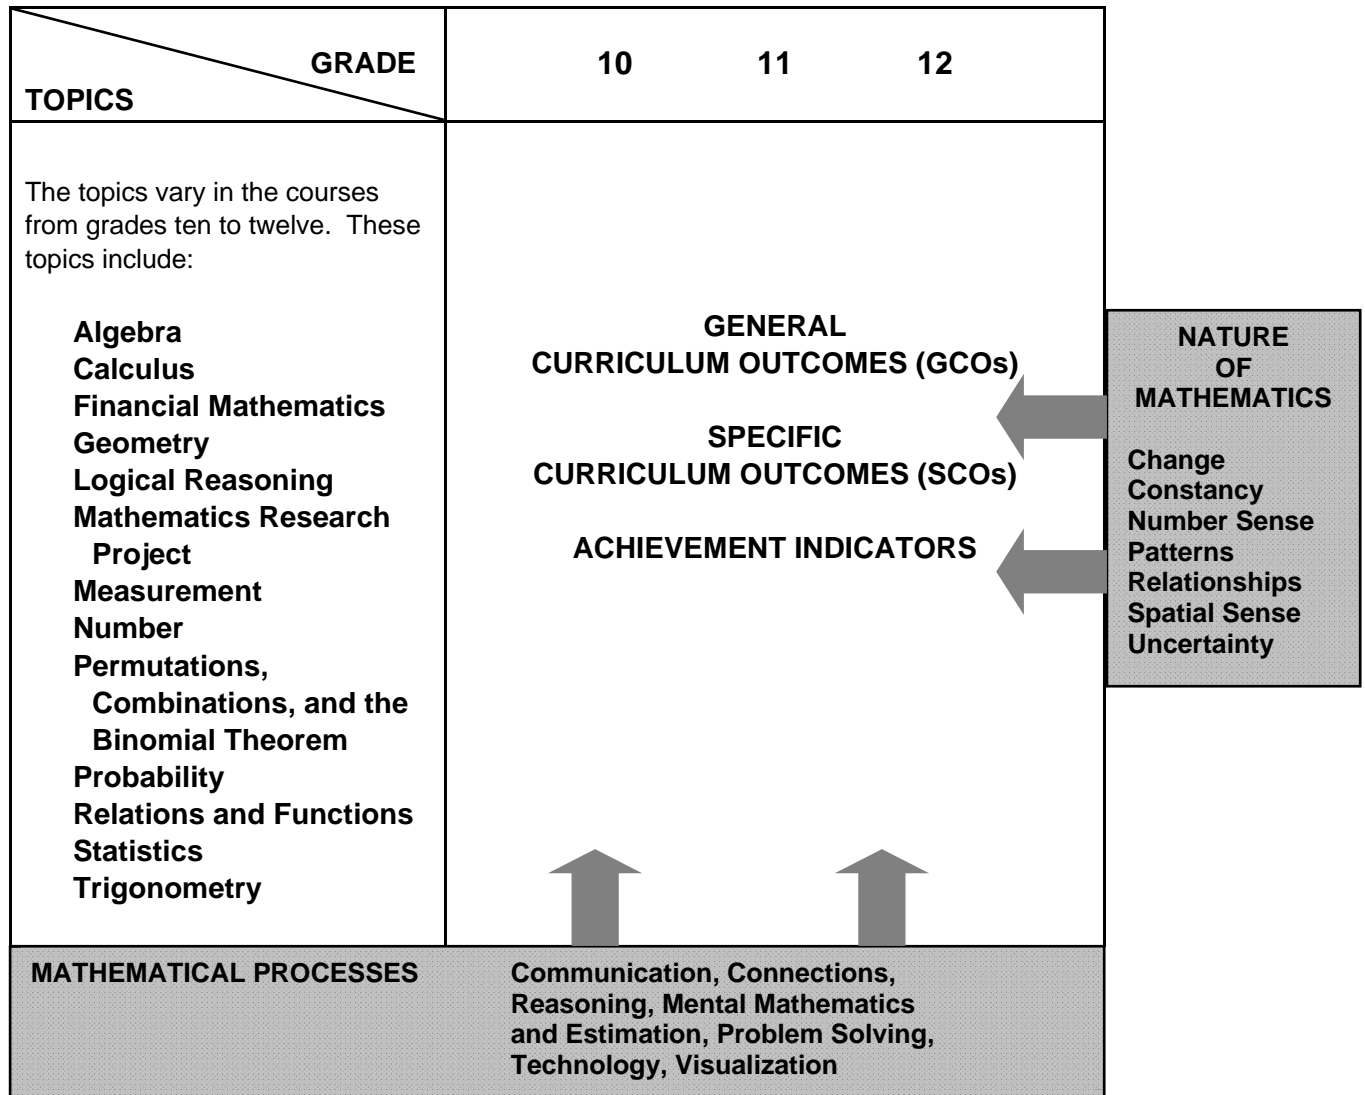 GRADE
TOPICS
10 11 12
The topics vary in the courses
from grades ten to twelve.  These
topics include:
Algebra
Calculus
Financial Mathematics
Geometry
Logical Reasoning
Mathematics Research
Project
Measurement
Number
Permutations,
Combinations, and the
Binomial Theorem
Probability
Relations and Functions
Statistics
Trigonometry
GENERAL
CURRICULUM OUTCOMES (GCOs)
SPECIFIC
CURRICULUM OUTCOMES (SCOs)
ACHIEVEMENT INDICATORS
NATURE
OF
MATHEMATICS
Change
Constancy
Number Sense
Patterns
Relationships
Spatial Sense
Uncertainty
MATHEMATICAL PROCESSES
Communication, Connections,
Reasoning, Mental Mathematics
and Estimation, Problem Solving,
Technology, Visualization